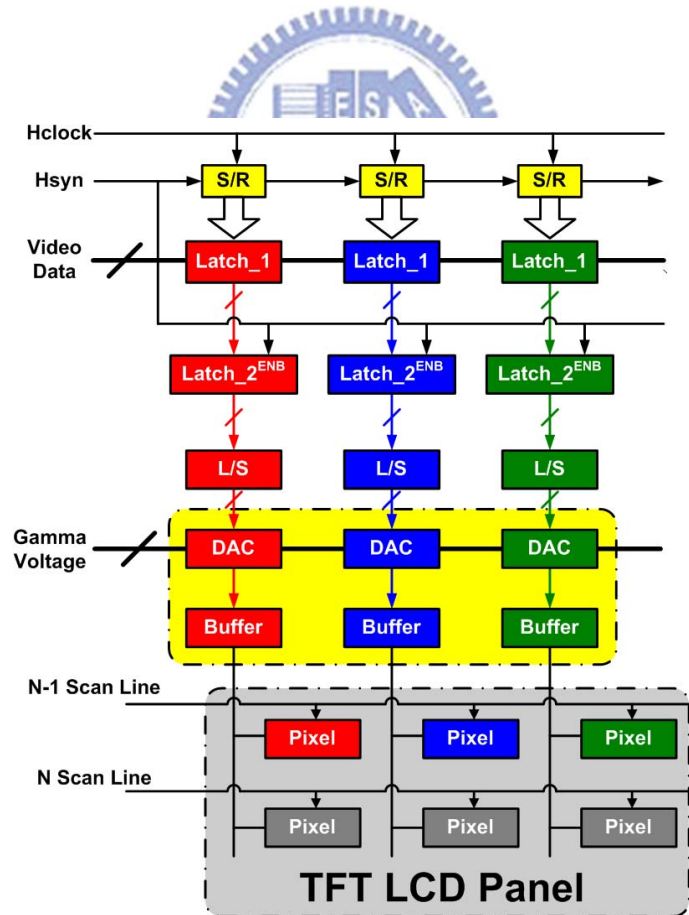 ESA
Hclock
Hsyn
S/R S/R S/R
Video
Data
Latch_1 Latch_1 Latch_1
Latch_2ENB Latch_2ENB Latch_2ENB
L/S L/S L/S
Gamma
Voltage
DAC DAC DAC
Buffer Buffer Buffer
N-1 Scan Line
Pixel Pixel Pixel
N Scan Line
Pixel Pixel Pixel
TFT LCD Panel